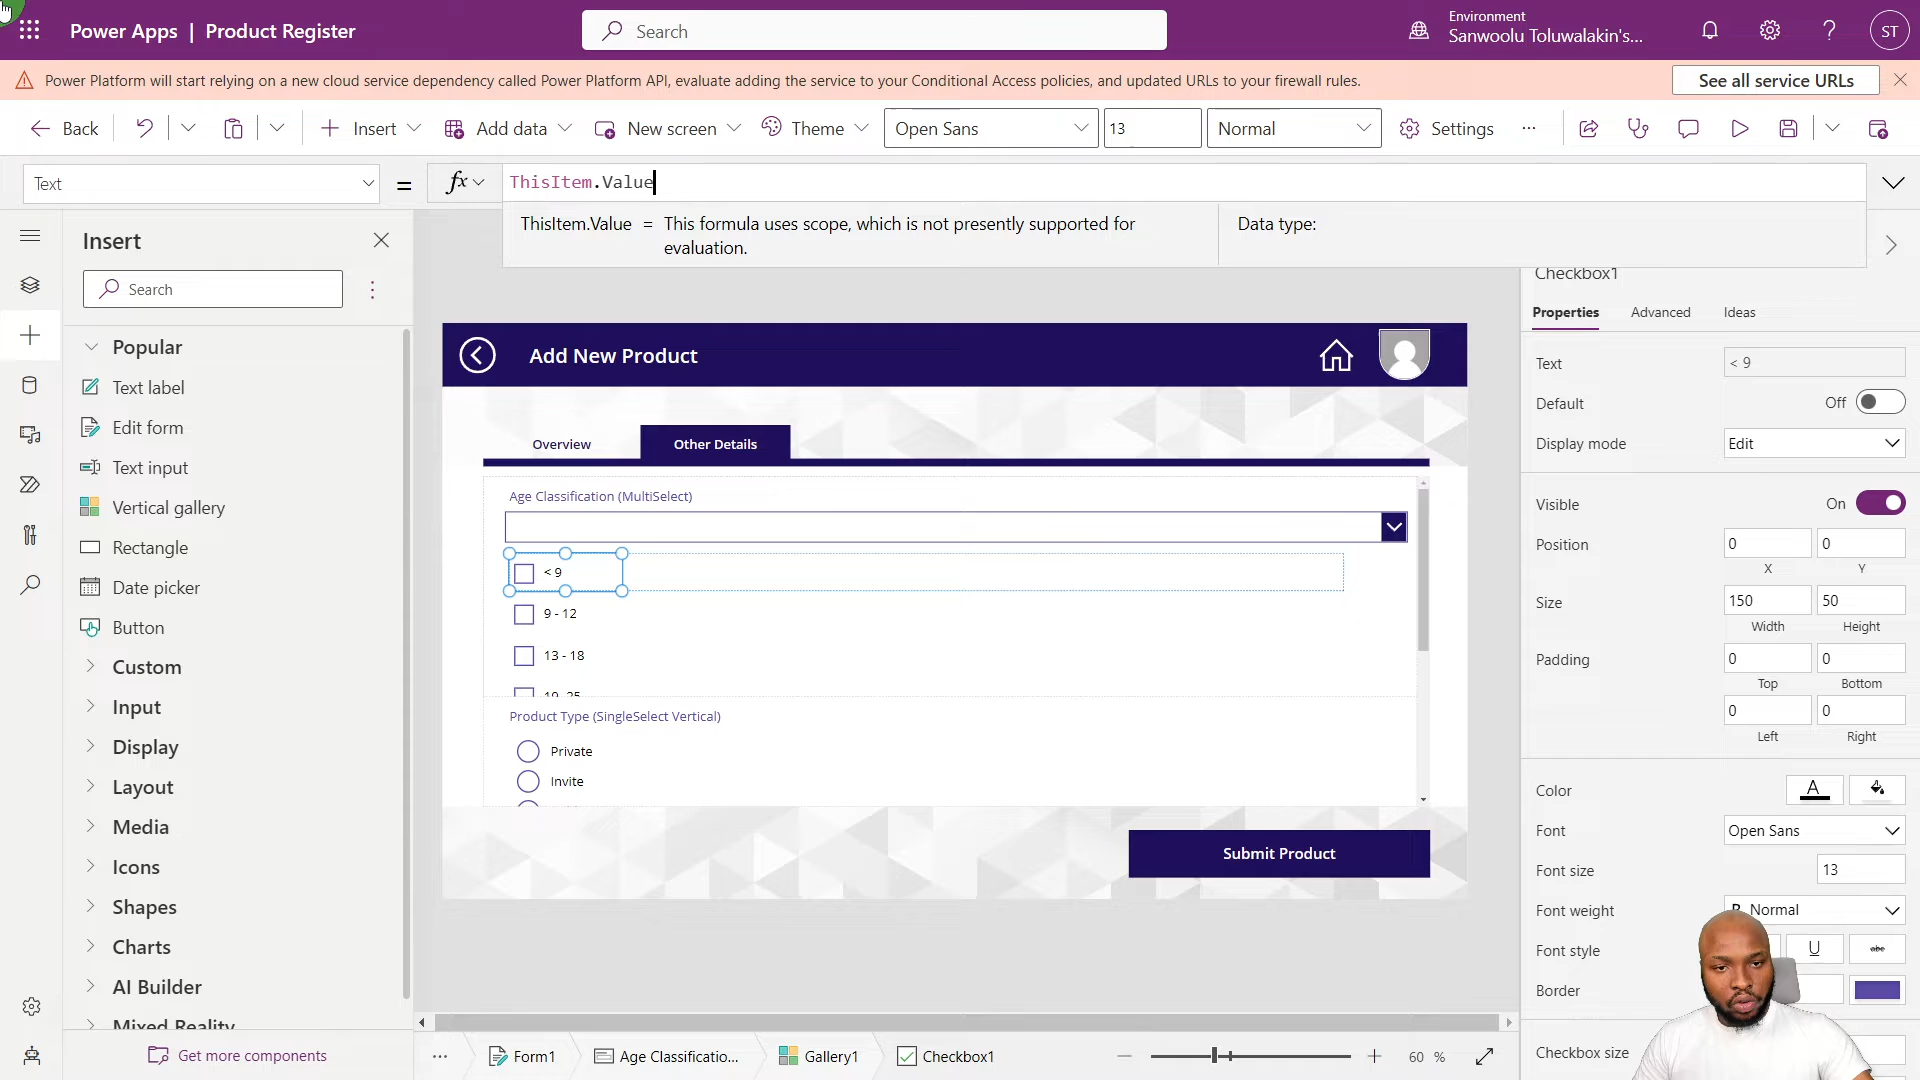 Power Apps | Product Register
Search
Environment
Sanwoolu Toluwalakin's...
ST
Power Platform will start relying on a new cloud service dependency called Power Platform API, evaluate adding the service to your Conditional Access policies, and updated URLs to your firewall rules.
See all service URLs
Back
Insert
Add data
New screen
Theme
Open Sans
13
Normal
Settings
Text
=
fx
ThisItem.Value
ThisItem.Value = This formula uses scope, which is not presently supported for evaluation.
Data type:
Insert
Search
Popular
Text label
Edit form
Text input
Vertical gallery
Rectangle
Date picker
Button
Custom
Input
Display
Layout
Media
Icons
Shapes
Charts
AI Builder
Mixed Reality
Get more components
Add New Product
Overview
Other Details
Age Classification (MultiSelect)
< 9
9 - 12
13 - 18
19 -25
Product Type (SingleSelect Vertical)
Private
Invite
Submit Product
Form1
Age Classificatio...
Gallery1
Checkbox1
60 %
Checkbox1
Properties
Advanced
Ideas
Text
< 9
Default
Off
Display mode
Edit
Visible
On
Position
0
0
X
Y
Size
150
50
Width
Height
Padding
0
0
Top
Bottom
0
0
Left
Right
Color
A
Font
Open Sans
Font size
13
Font weight
B Normal
Font style
U
abc
Border
Checkbox size